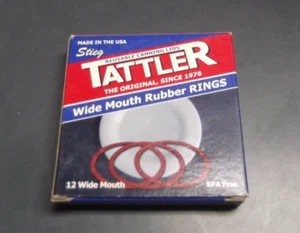 MADE IN THE USA
Stieg
REUSABLE CANNING LIDS
TATTLER
THE ORIGINAL, SINCE 1976
Wide Mouth Rubber RINGS
12 Wide Mouth
BPA Free